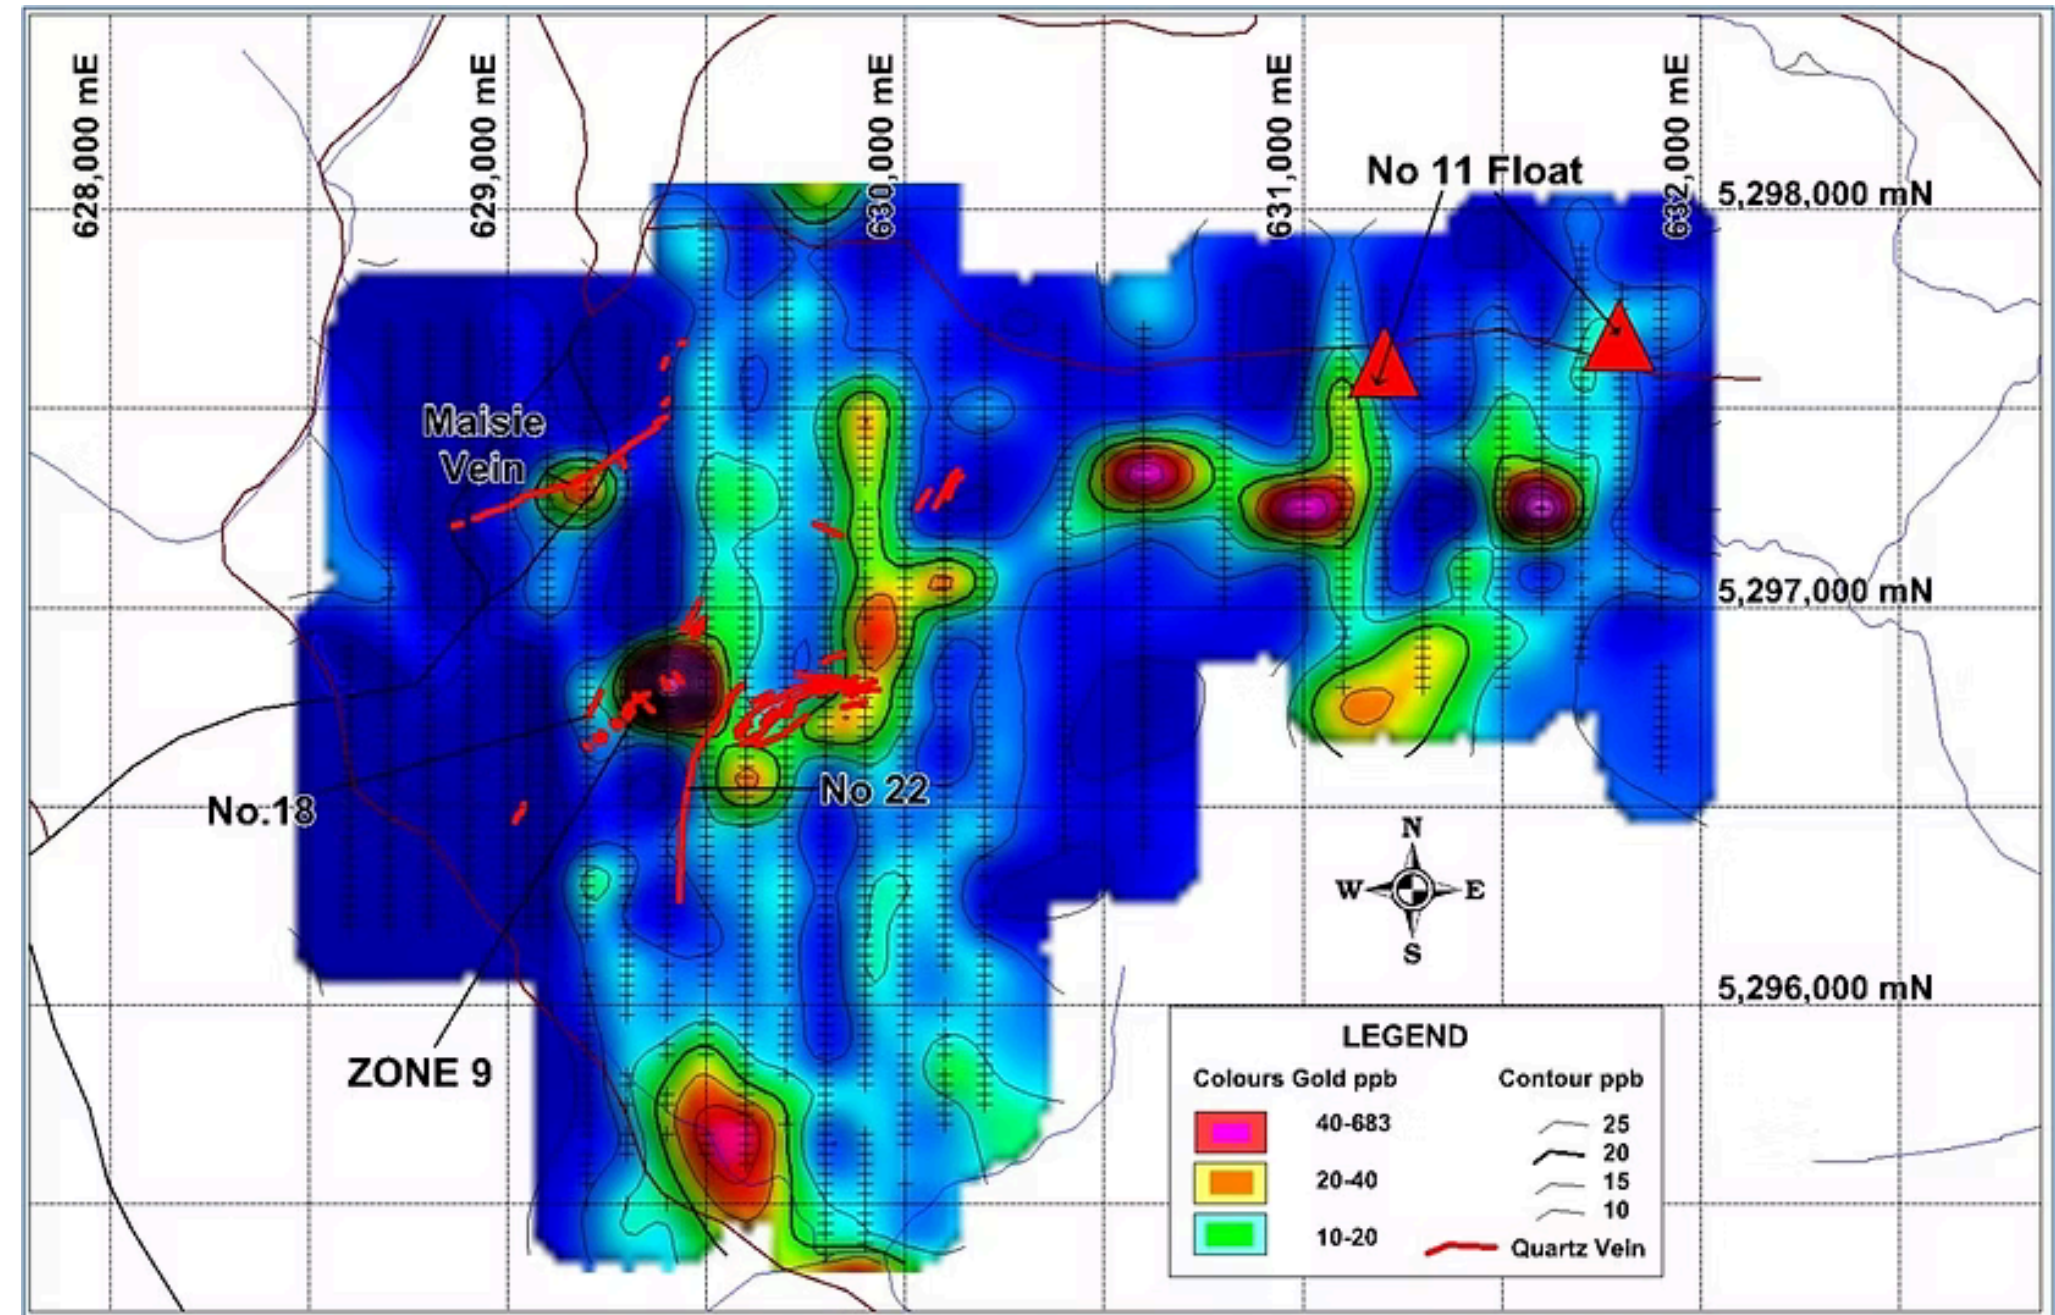 628,000 mE
629,000 mE
630,000 mE
631,000 mE
632,000 mE
No 11 Float
5,298,000 mN
Maisie
Vein
5,297,000 mN
No 22
No.18
N
W E
S
5,296,000 mN
ZONE 9
LEGEND
Colours Gold ppb Contour ppb
40-683 25
20
20-40 15
10
10-20 Quartz Vein